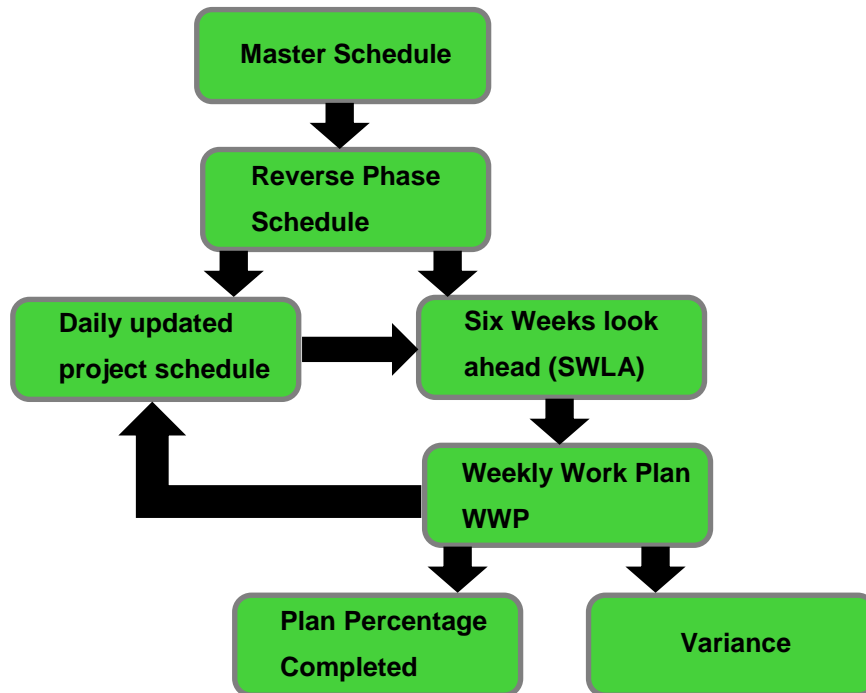 Master Schedule
Reverse Phase
Schedule
Daily updated
project schedule
Six Weeks look
ahead (SWLA)
Weekly Work Plan
WWP
Plan Percentage
Completed
Variance